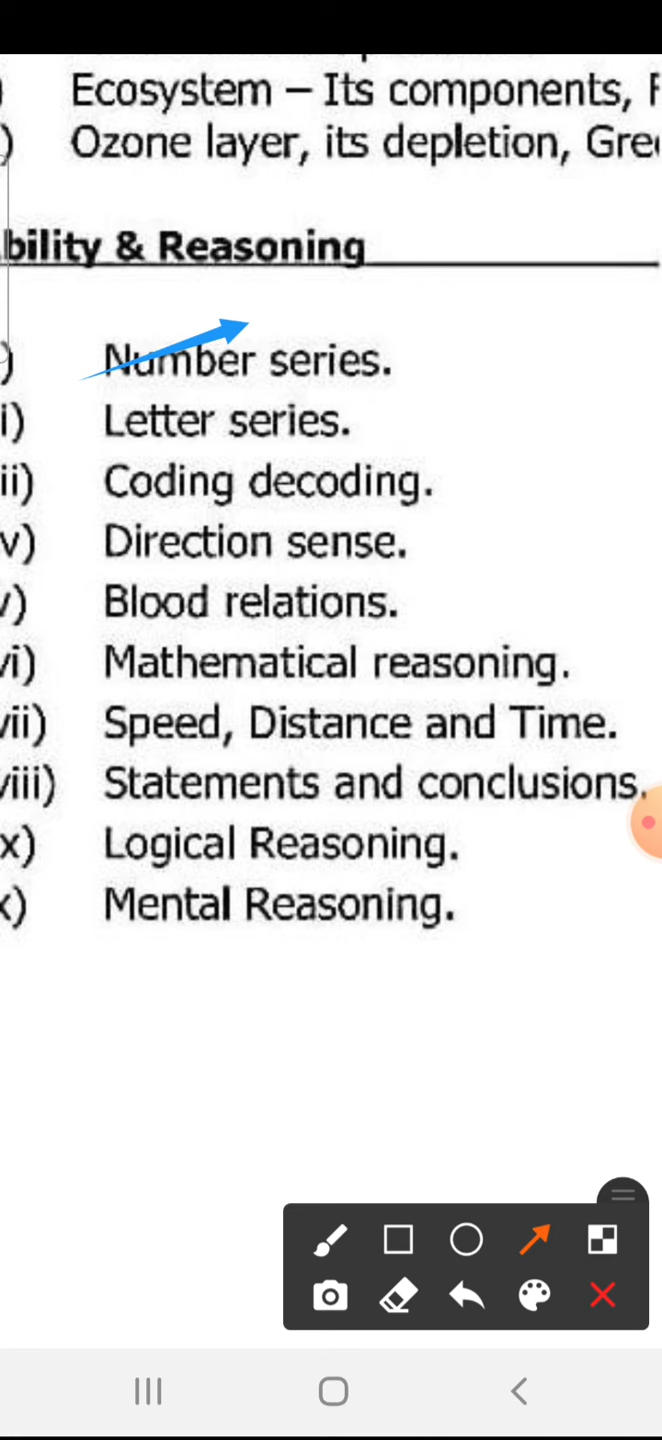 Ecosystem – Its components,
) Ozone layer, its depletion,
bility & Reasoning
) Number series.
i) Letter series.
ii) Coding decoding.
v) Direction sense.
v) Blood relations.
vi) Mathematical reasoning.
vii) Speed, Distance and Time.
viii) Statements and conclusions.
x) Logical Reasoning.
x) Mental Reasoning.